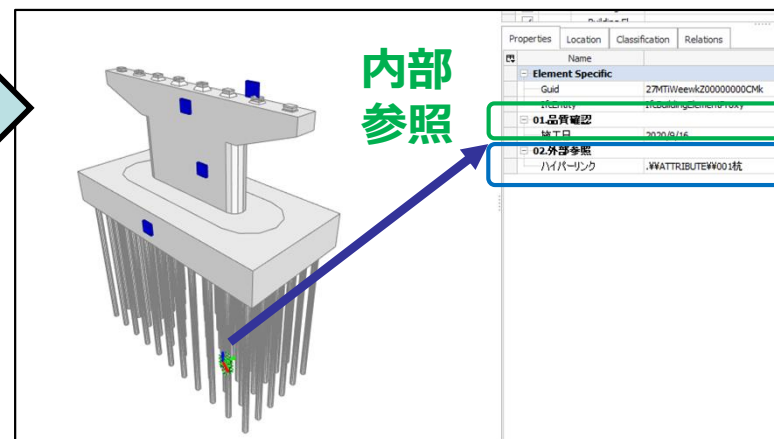 内部
参照
Properties
Location
Classification
Relations
Name
Element Specific
Guid
27MTiWeewkZ00000000CMk
IfcEntity
IfcBuildingElementProxy
01.品質確認
施工日
2020/9/16
02.外部参照
ハイパーリンク
.¥¥ATTRIBUTE¥¥001杭